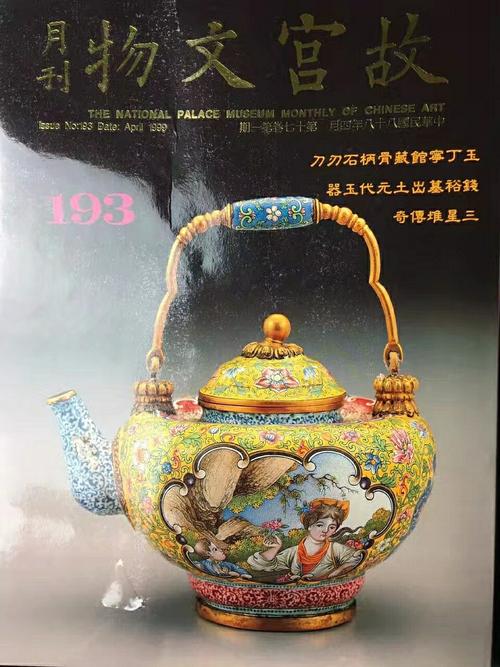 故宮文物月刊
THE NATIONAL PALACE MUSEUM MONTHLY OF CHINESE ART
Issue No:193 Date: April 1999
中華民國八十八年四月 第十七卷第一期
玉丁寧館藏骨柄石刃刀
錢裕墓出土元代玉器
三星堆傳奇
193